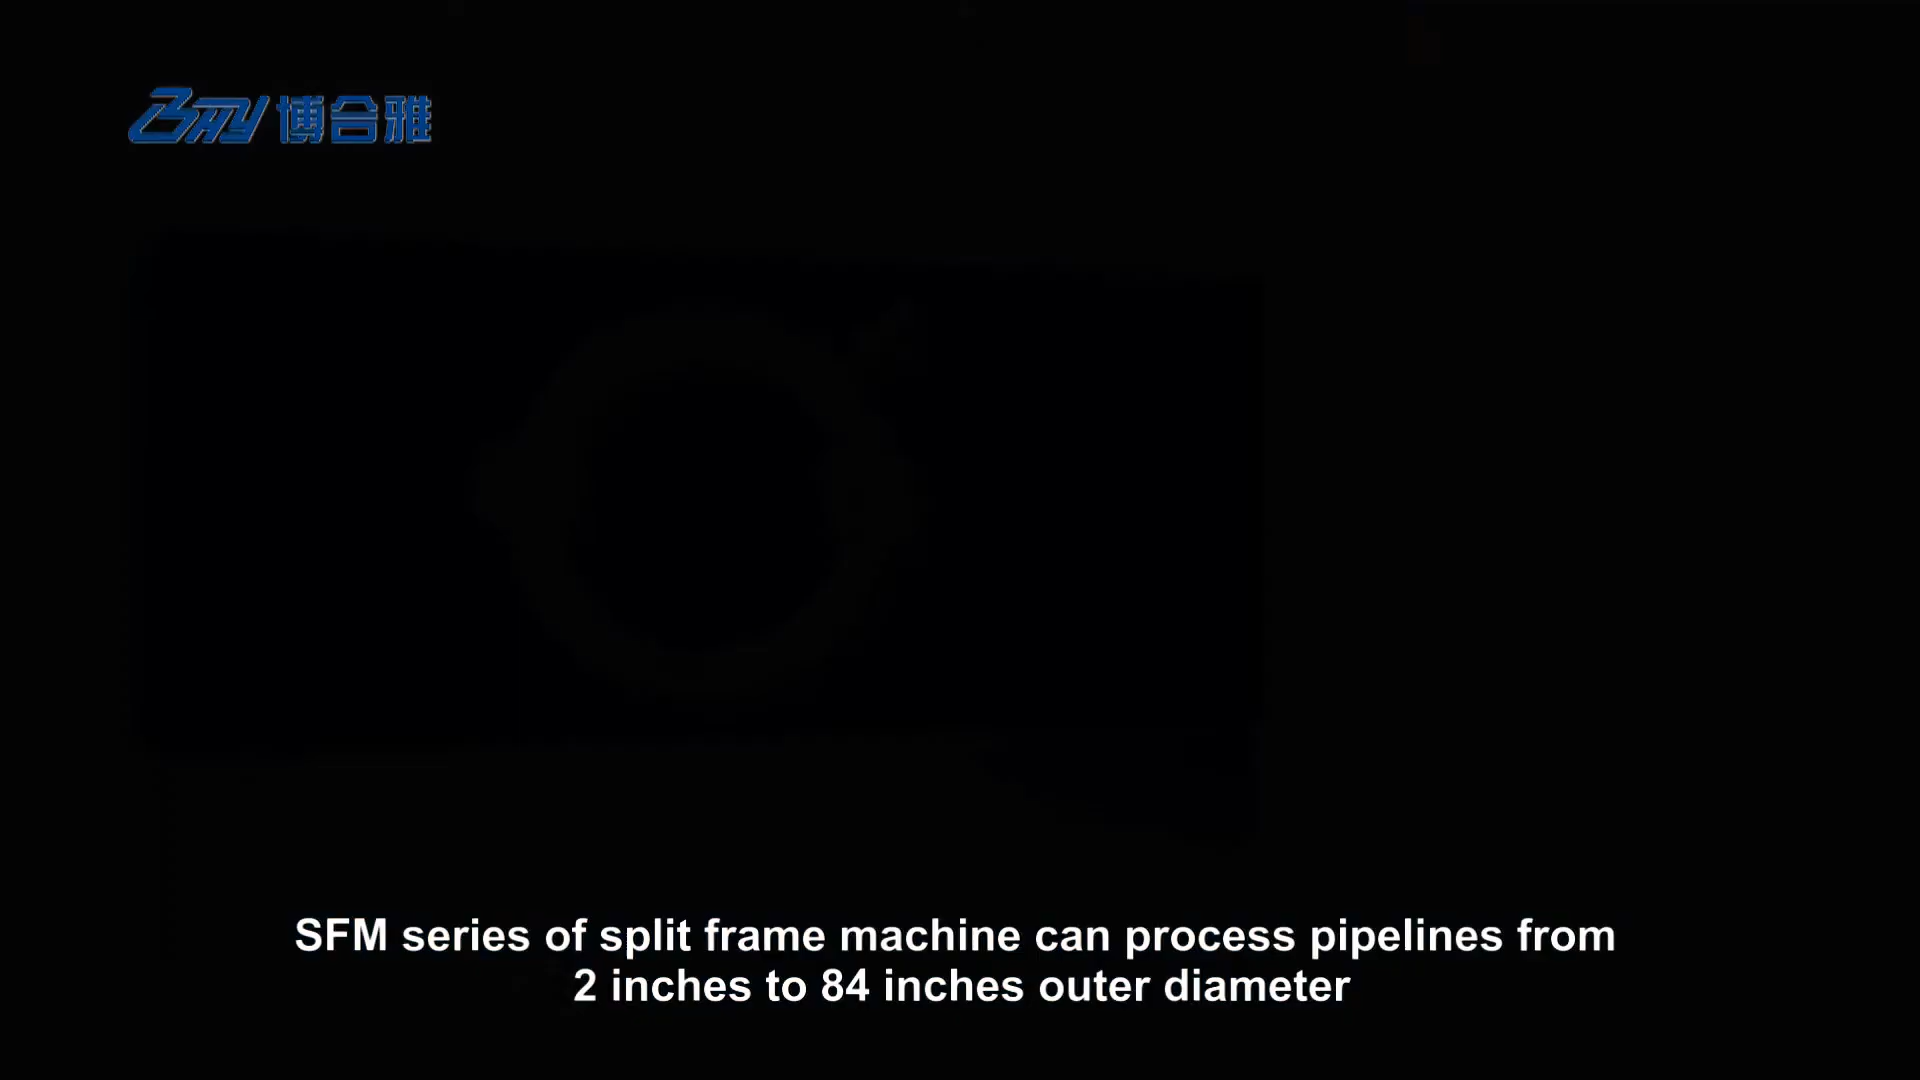 BAY 博合雅
SFM series of split frame machine can process pipelines from
2 inches to 84 inches outer diameter